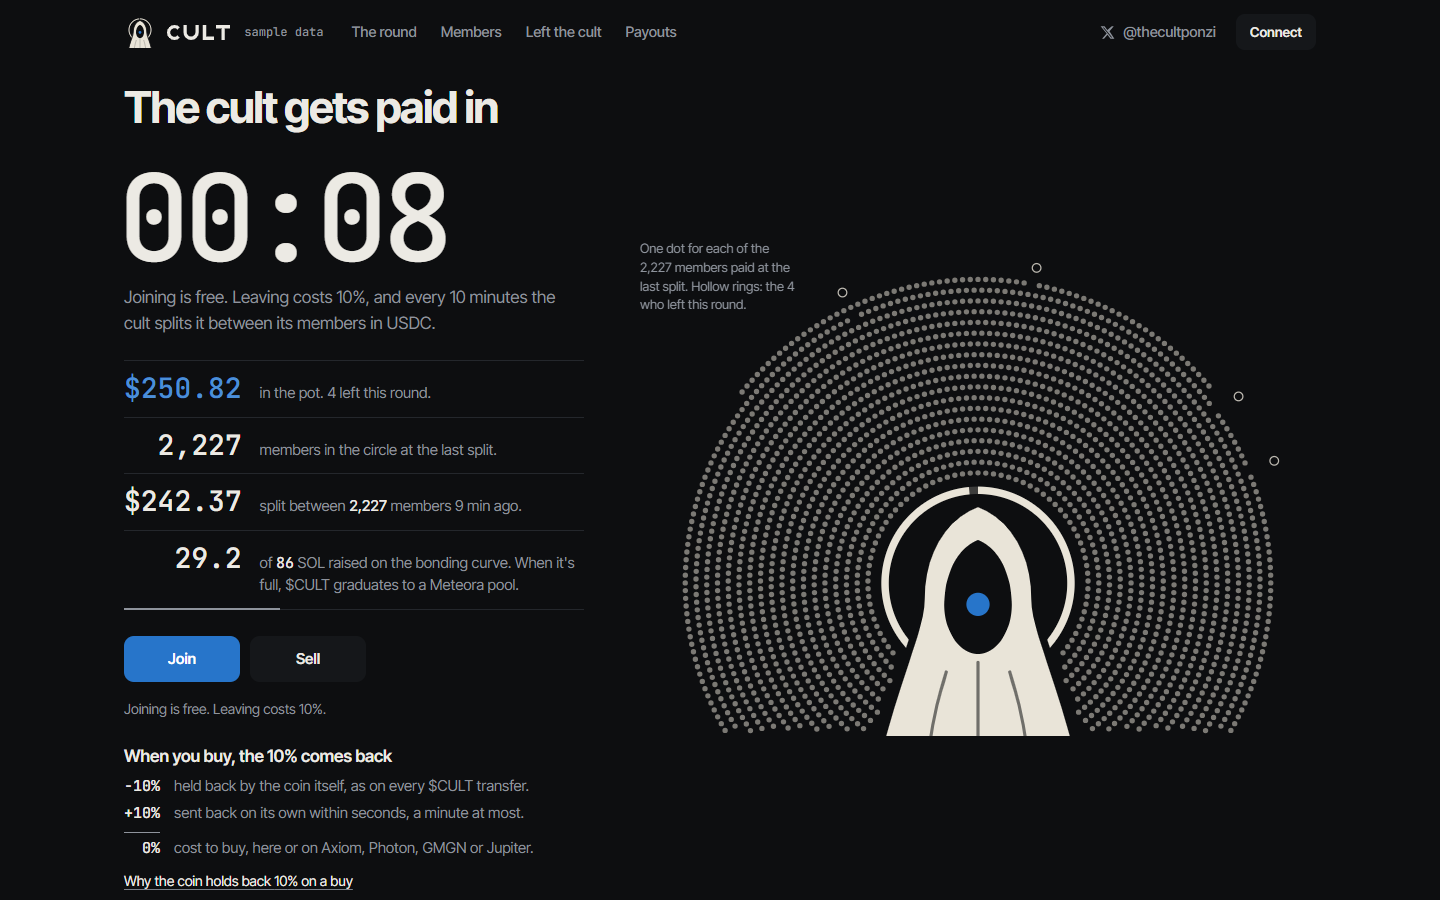 CULT sample data The round Members Left the cult Payouts @thecultponzi Connect
The cult gets paid in
00:08
Joining is free. Leaving costs 10%, and every 10 minutes the
cult splits it between its members in USDC.
$250.82 in the pot. 4 left this round.
2,227 members in the circle at the last split.
$242.37 split between 2,227 members 9 min ago.
29.2 of 86 SOL raised on the bonding curve. When it's
full, $CULT graduates to a Meteora pool.
Join Sell
Joining is free. Leaving costs 10%.
When you buy, the 10% comes back
-10% held back by the coin itself, as on every $CULT transfer.
+10% sent back on its own within seconds, a minute at most.
0% cost to buy, here or on Axiom, Photon, GMGN or Jupiter.
Why the coin holds back 10% on a buy
One dot for each of the
2,227 members paid at the
last split. Hollow rings: the 4
who left this round.